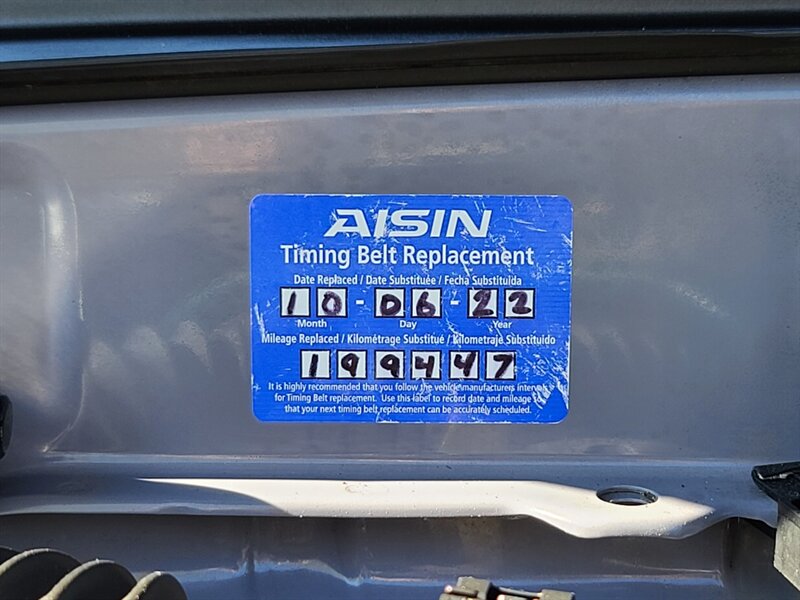 AISIN
Timing Belt Replacement
Date Replaced / Date Substituée / Fecha Substituida
10-06-22
Month Day Year
Mileage Replaced / Kilométrage Substitué / Kilometraje Substituido
199447
It is highly recommended that you follow the vehicle manufacturers intervals
for Timing Belt replacement. Use this label to record date and mileage so
that your next timing belt replacement can be accurately scheduled.